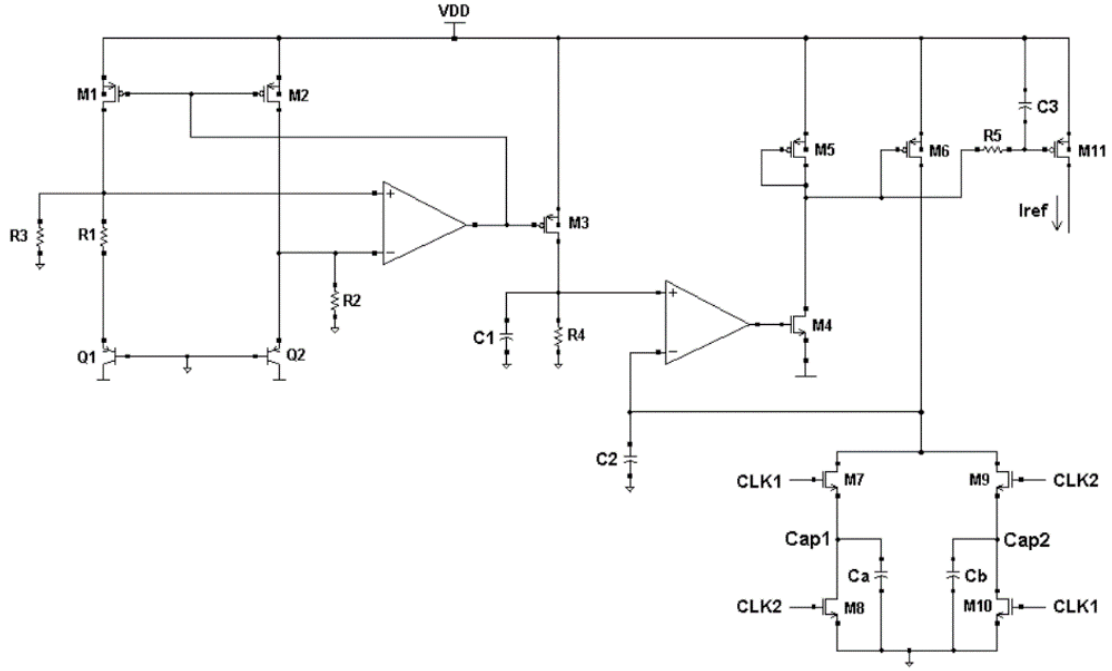 VDD
M1
M2
C3
M5
M6
R5
M11
Iref
R3
R1
+
−
M3
R2
C1
R4
+
−
M4
Q1
Q2
C2
CLK1
M7
M9
CLK2
Cap1
Cap2
Ca
Cb
CLK2
M8
M10
CLK1